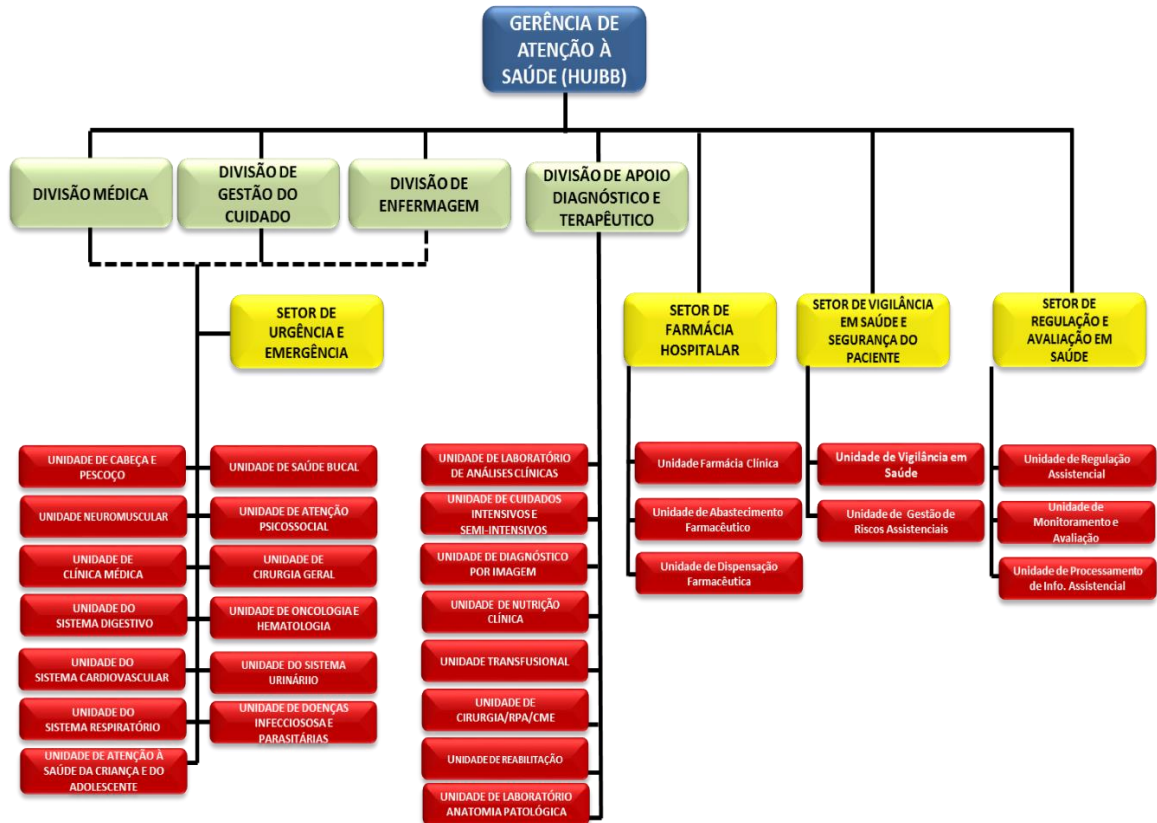 GERÊNCIA DE
ATENÇÃO À
SAÚDE (HUJBB)
DIVISÃO MÉDICA
DIVISÃO DE
GESTÃO DO
CUIDADO
DIVISÃO DE
ENFERMAGEM
DIVISÃO DE APOIO
DIAGNÓSTICO E
TERAPÊUTICO
SETOR DE
URGÊNCIA E
EMERGÊNCIA
SETOR DE
FARMÁCIA
HOSPITALAR
SETOR DE VIGILÂNCIA
EM SAÚDE E
SEGURANÇA DO
PACIENTE
SETOR DE
REGULAÇÃO E
AVALIAÇÃO EM
SAÚDE
UNIDADE DE CABEÇA E
PESCOÇO
UNIDADE NEUROMUSCULAR
UNIDADE DE
CLÍNICA MÉDICA
UNIDADE DO
SISTEMA DIGESTIVO
UNIDADE DO
SISTEMA CARDIOVASCULAR
UNIDADE DO
SISTEMA RESPIRATÓRIO
UNIDADE DE ATENÇÃO À
SAÚDE DA CRIANÇA E DO
ADOLESCENTE
UNIDADE DE SAÚDE BUCAL
UNIDADE DE ATENÇÃO
PSICOSSOCIAL
UNIDADE DE
CIRURGIA GERAL
UNIDADE DE ONCOLOGIA E
HEMATOLOGIA
UNIDADE DO SISTEMA
URINÁRIIO
UNIDADE DE DOENÇAS
INFECCIOSOSA E
PARASITÁRIAS
UNIDADE DE LABORATÓRIO
DE ANÁLISES CLÍNICAS
UNIDADE DE CUIDADOS
INTENSIVOS E
SEMI-INTENSIVOS
UNIDADE DE DIAGNÓSTICO
POR IMAGEM
UNIDADE DE NUTRIÇÃO
CLÍNICA
UNIDADE TRANSFUSIONAL
UNIDADE DE
CIRURGIA/RPA/CME
UNIDADE DE REABILITAÇÃO
UNIDADE DE LABORATÓRIO
ANATOMIA PATOLÓGICA
Unidade Farmácia Clínica
Unidade de Abastecimento
Farmacêutico
Unidade de Dispensação
Farmacêutica
Unidade de Vigilância em
Saúde
Unidade de Gestão de
Riscos Assistenciais
Unidade de Regulação
Assistencial
Unidade de
Monitoramento e
Avaliação
Unidade de Processamento
de Info. Assistencial